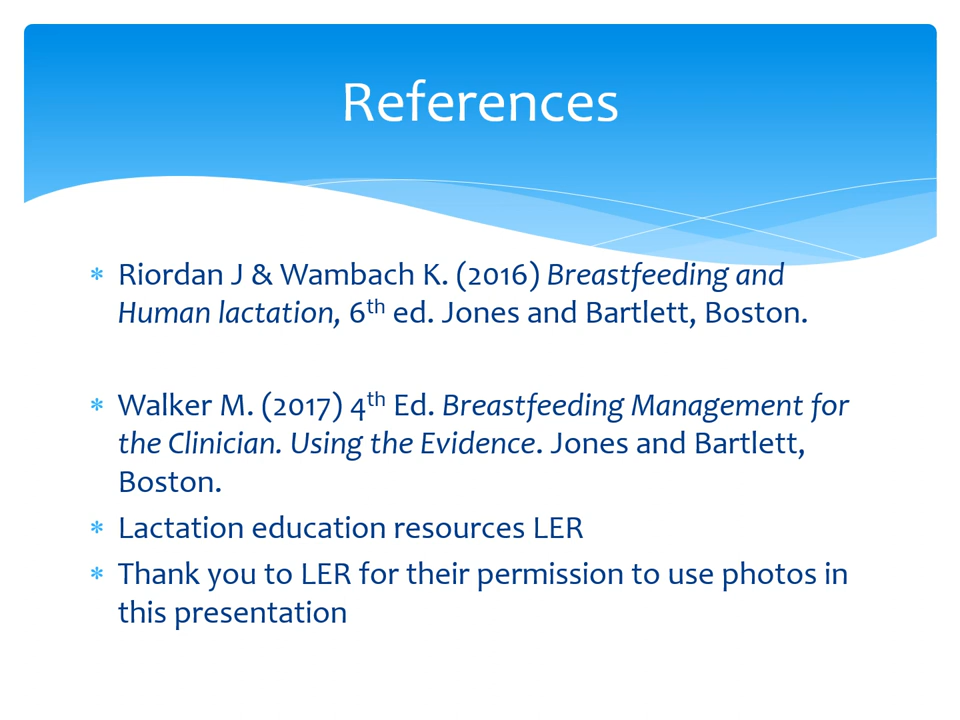 References
* Riordan J & Wambach K. (2016) Breastfeeding and
Human lactation, 6th ed. Jones and Bartlett, Boston.
* Walker M. (2017) 4th Ed. Breastfeeding Management for
the Clinician. Using the Evidence. Jones and Bartlett,
Boston.
* Lactation education resources LER
* Thank you to LER for their permission to use photos in
this presentation